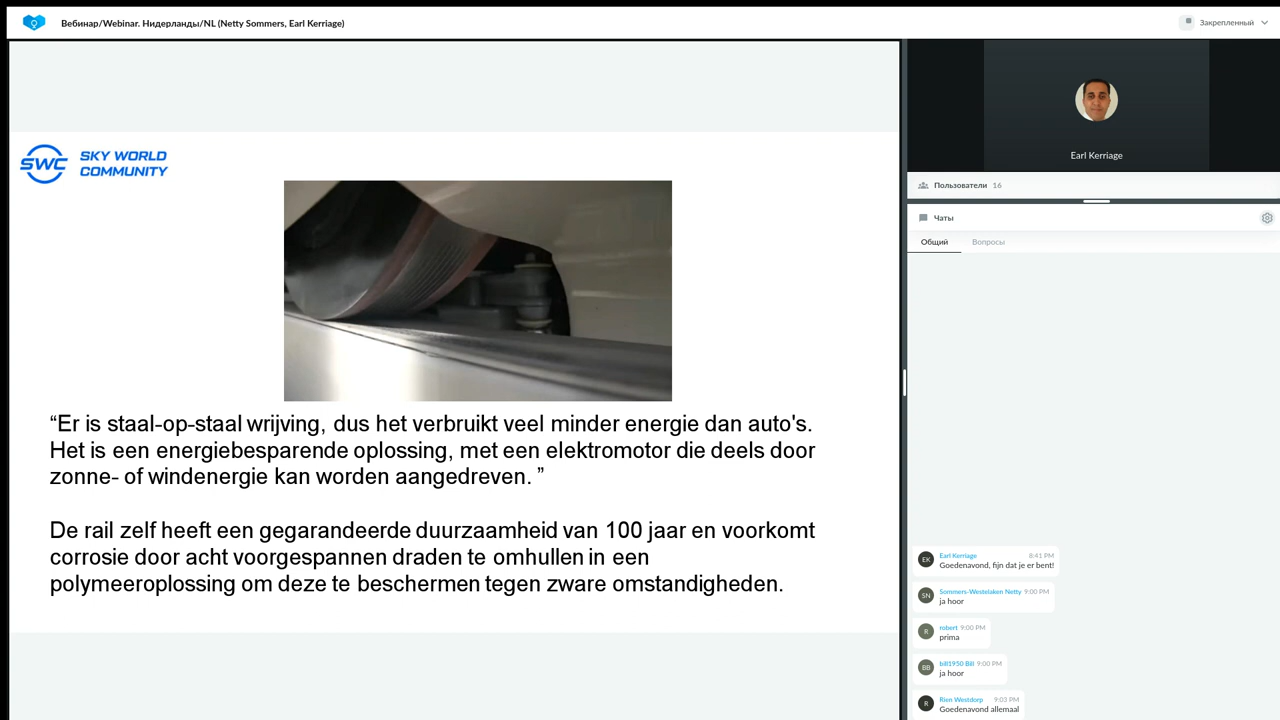 Вебинар/Webinar. Нидерланды/NL (Netty Sommers, Earl Kerriage)
Закрепленный
SWC SKY WORLD
COMMUNITY
“Er is staal-op-staal wrijving, dus het verbruikt veel minder energie dan auto's.
Het is een energiebesparende oplossing, met een elektromotor die deels door
zonne- of windenergie kan worden aangedreven. ”
De rail zelf heeft een gegarandeerde duurzaamheid van 100 jaar en voorkomt
corrosie door acht voorgespannen draden te omhullen in een
polymeeroplossing om deze te beschermen tegen zware omstandigheden.
Earl Kerriage
Пользователи 16
Чаты
Общий Вопросы
EK Earl Kerriage 8:41 PM
Goedenavond, fijn dat je er bent!
SN Sommers-Westelaken Netty 9:00 PM
ja hoor
R robert 9:00 PM
prima
BB bill1950 Bill 9:00 PM
ja hoor
R Rien Westdorp 9:03 PM
Goedenavond allemaal